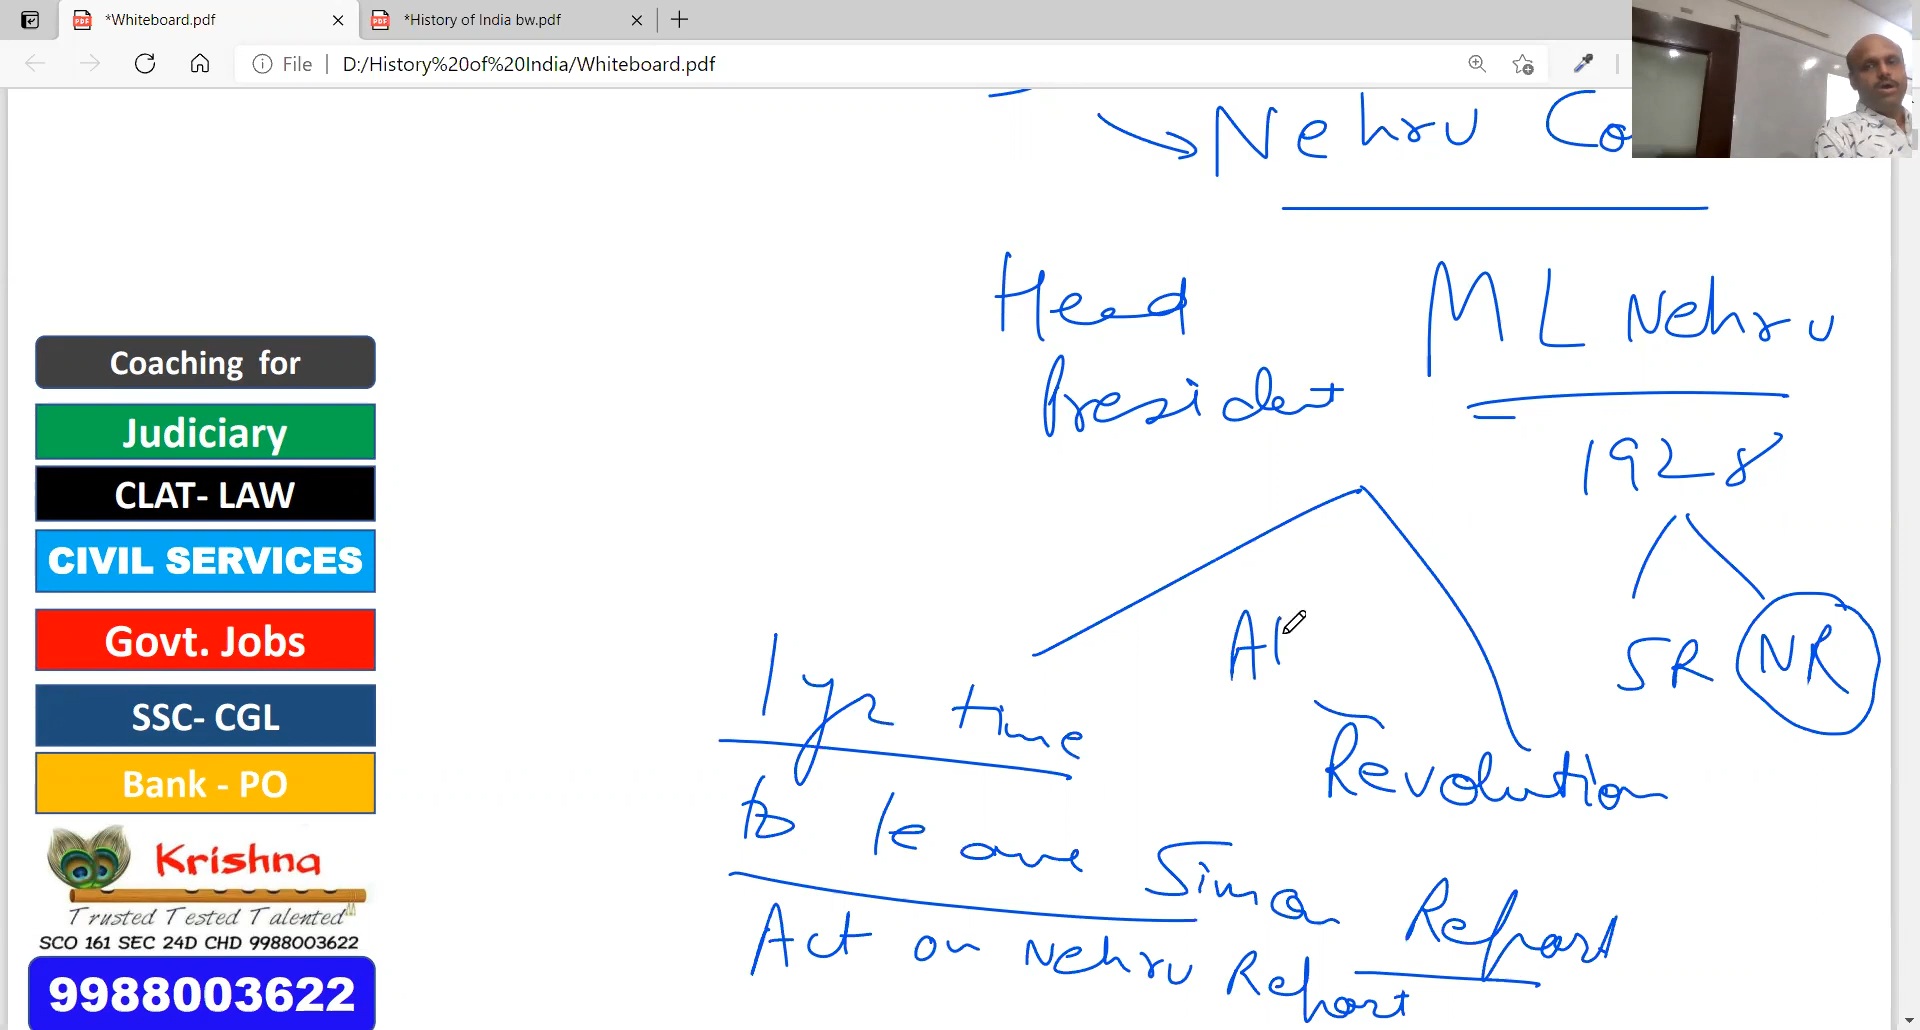 *Whiteboard.pdf
*History of India bw.pdf
File
D:/History%20of%20India/Whiteboard.pdf
Nehru Co
Head
ML Nehru
President
1928
SR
NR
1 yr time
Revolution
to leave Simon Report
Act on Nehru Report
Coaching for
Judiciary
CLAT- LAW
CIVIL SERVICES
Govt. Jobs
SSC- CGL
Bank - PO
Krishna
Trusted Tested Talented
SCO 161 SEC 24D CHD 9988003622
9988003622